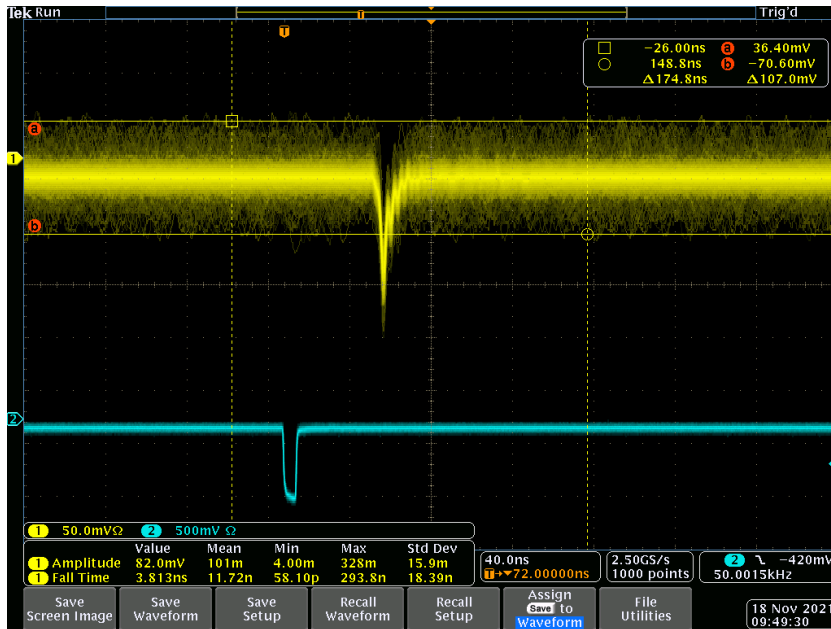 Tek Run Trig'd
T
T
−26.00ns a 36.40mV
148.8ns b −70.60mV
Δ174.8ns Δ107.0mV
a
1
b
2
1 50.0mVΩ 2 500mV Ω
Value Mean Min Max Std Dev
1 Amplitude 82.0mV 101m 4.00m 328m 15.9m
1 Fall Time 3.813ns 11.72n 58.10p 293.8n 18.39n
40.0ns
T→▼72.00000ns
2.50GS/s
1000 points
2 −420mV
50.0015kHz
Save
Screen Image
Save
Waveform
Save
Setup
Recall
Waveform
Recall
Setup
Assign
Save to
Waveform
File
Utilities
18 Nov 2021
09:49:30